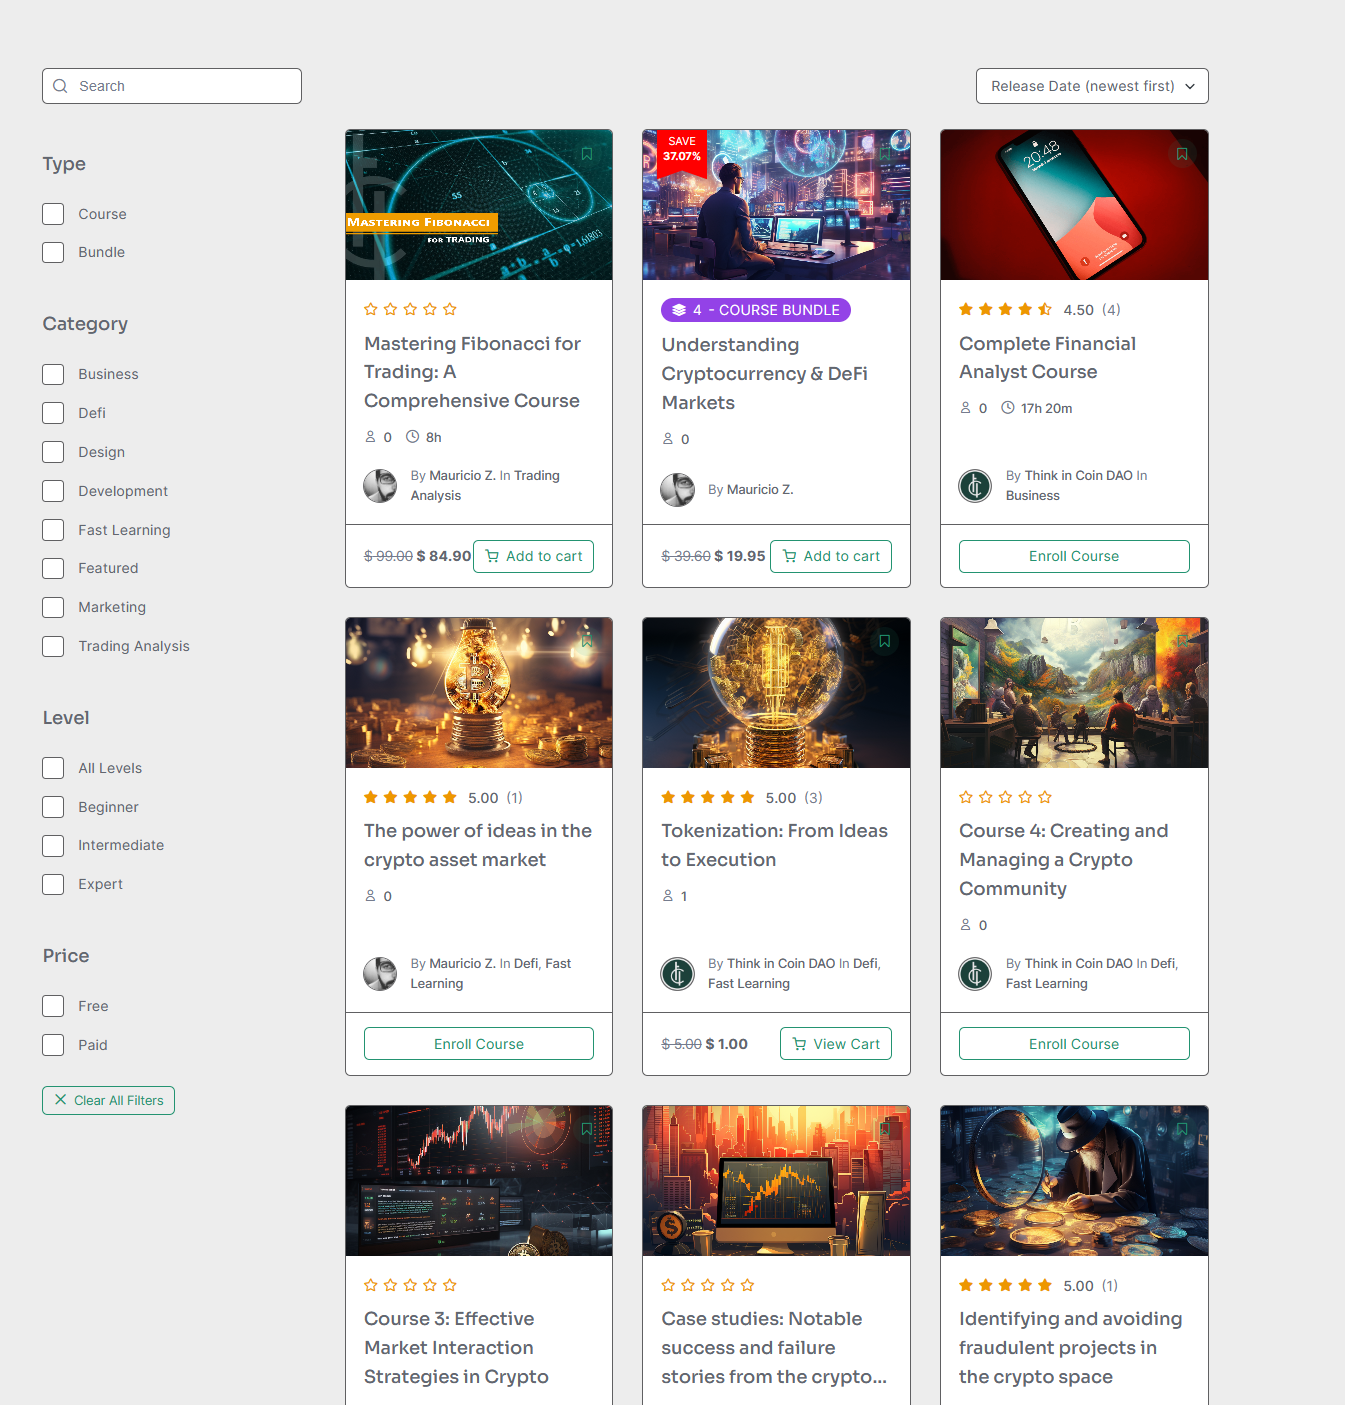 Search
Release Date (newest first)
Type
Course
Bundle
Category
Business
Defi
Design
Development
Fast Learning
Featured
Marketing
Trading Analysis
Level
All Levels
Beginner
Intermediate
Expert
Price
Free
Paid
Clear All Filters
MASTERING FIBONACCI
FOR TRADING
Mastering Fibonacci for
Trading: A
Comprehensive Course
0 8h
By Mauricio Z. In Trading
Analysis
$ 99.00 $ 84.90 Add to cart
SAVE
37.07%
4 - COURSE BUNDLE
Understanding
Cryptocurrency & DeFi
Markets
0
By Mauricio Z.
$ 39.60 $ 19.95 Add to cart
20:48
4.50 (4)
Complete Financial
Analyst Course
0 17h 20m
By Think in Coin DAO In
Business
Enroll Course
5.00 (1)
The power of ideas in the
crypto asset market
0
By Mauricio Z. In Defi, Fast
Learning
Enroll Course
5.00 (3)
Tokenization: From Ideas
to Execution
1
By Think in Coin DAO In Defi,
Fast Learning
$ 5.00 $ 1.00 View Cart
Course 4: Creating and
Managing a Crypto
Community
0
By Think in Coin DAO In Defi,
Fast Learning
Enroll Course
Course 3: Effective
Market Interaction
Strategies in Crypto
Case studies: Notable
success and failure
stories from the crypto...
5.00 (1)
Identifying and avoiding
fraudulent projects in
the crypto space